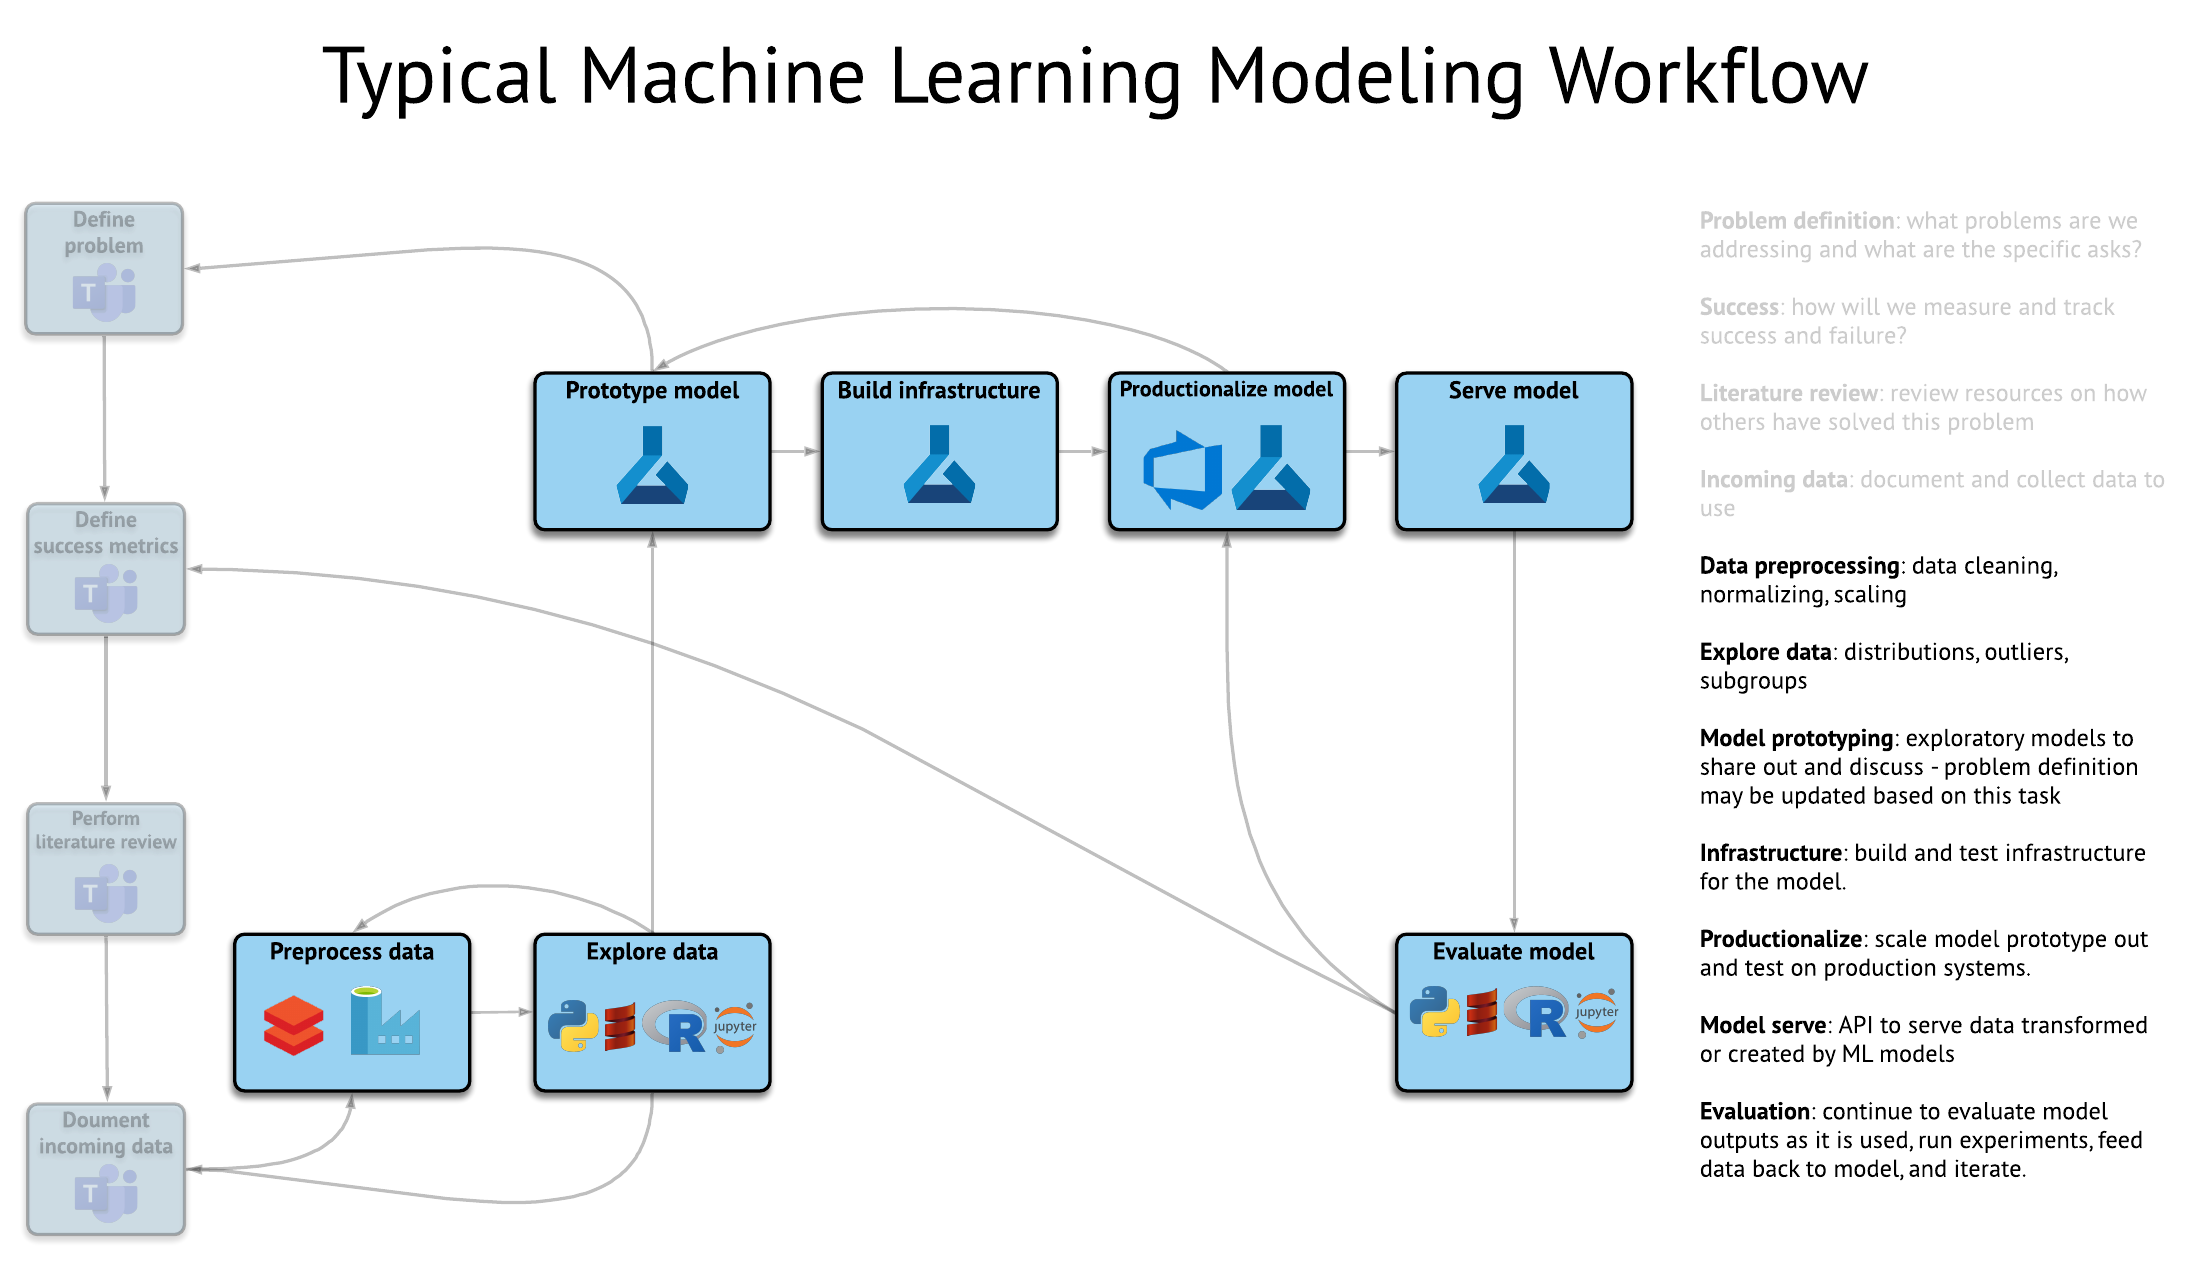 Typical Machine Learning Modeling Workflow
Define
problem
T
Define
success metrics
T
Perform
literature review
T
Doument
incoming data
T
Prototype model
Build infrastructure
Productionalize model
Serve model
Preprocess data
Explore data
R
jupyter
Evaluate model
R
jupyter
Problem definition: what problems are we
addressing and what are the specific asks?
Success: how will we measure and track
success and failure?
Literature review: review resources on how
others have solved this problem
Incoming data: document and collect data to
use
Data preprocessing: data cleaning,
normalizing, scaling
Explore data: distributions, outliers,
subgroups
Model prototyping: exploratory models to
share out and discuss - problem definition
may be updated based on this task
Infrastructure: build and test infrastructure
for the model.
Productionalize: scale model prototype out
and test on production systems.
Model serve: API to serve data transformed
or created by ML models
Evaluation: continue to evaluate model
outputs as it is used, run experiments, feed
data back to model, and iterate.